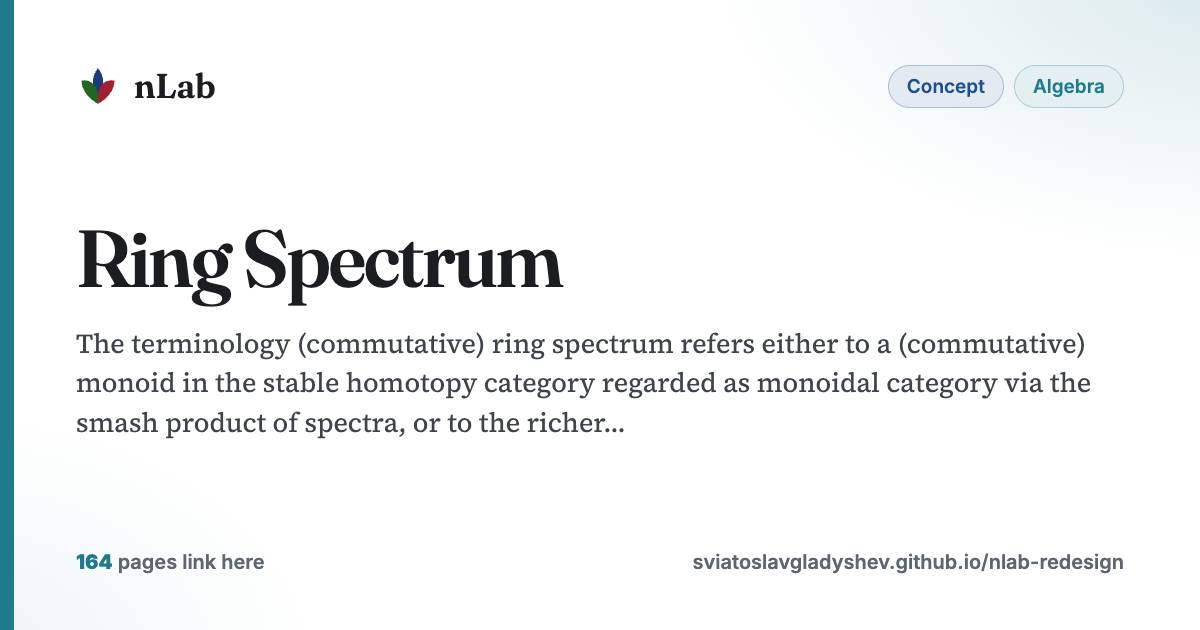 nLab
Concept
Algebra
Ring Spectrum
The terminology (commutative) ring spectrum refers either to a (commutative)
monoid in the stable homotopy category regarded as monoidal category via the
smash product of spectra, or to the richer...
164 pages link here
sviatoslavgladyshev.github.io/nlab-redesign